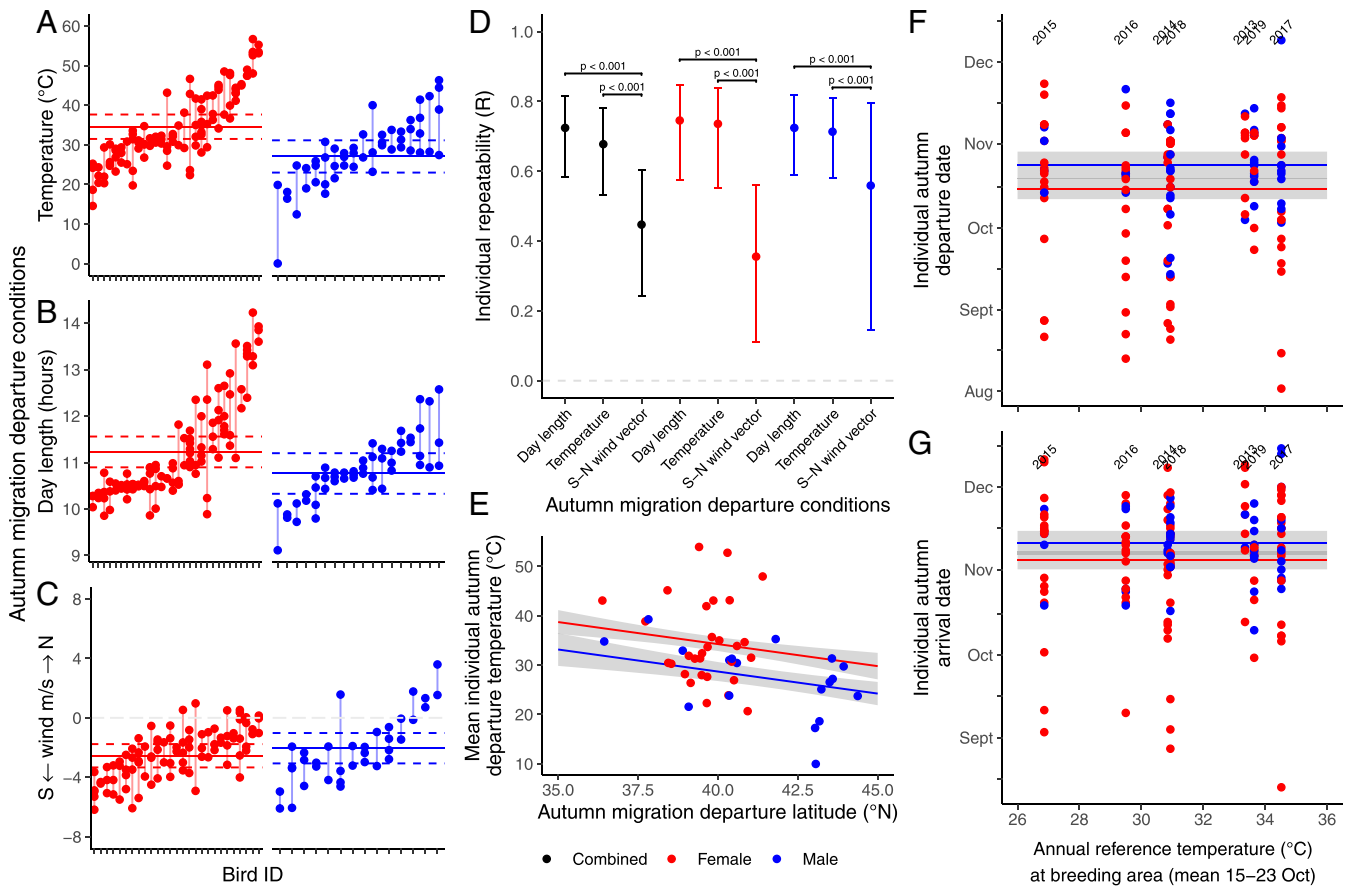 A
60
50
40
30
20
10
0
Temperature (°C)
B
14
13
12
11
10
9
Day length (hours)
C
8
4
0
−4
−8
S ← wind m/s → N
Autumn migration departure conditions
Bird ID
D
1.0
0.8
0.6
0.4
0.2
0.0
Individual repeatability (R)
p < 0.001
p < 0.001
p < 0.001
p < 0.001
p < 0.001
p < 0.001
Day length
Temperature
S−N wind vector
Day length
Temperature
S−N wind vector
Day length
Temperature
S−N wind vector
Autumn migration departure conditions
E
50
40
30
20
10
Mean individual autumn
departure temperature (°C)
35.0 37.5 40.0 42.5 45.0
Autumn migration departure latitude (°N)
Combined Female Male
F
2015 2016 2014 2018 2013 2019 2017
Dec
Nov
Oct
Sept
Aug
Individual autumn
departure date
G
2015 2016 2014 2018 2013 2019 2017
Dec
Nov
Oct
Sept
Individual autumn
arrival date
26 28 30 32 34 36
Annual reference temperature (°C)
at breeding area (mean 15−23 Oct)